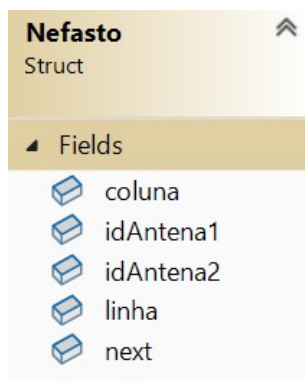 Nefasto
Struct
Fields
coluna
idAntena1
idAntena2
linha
next